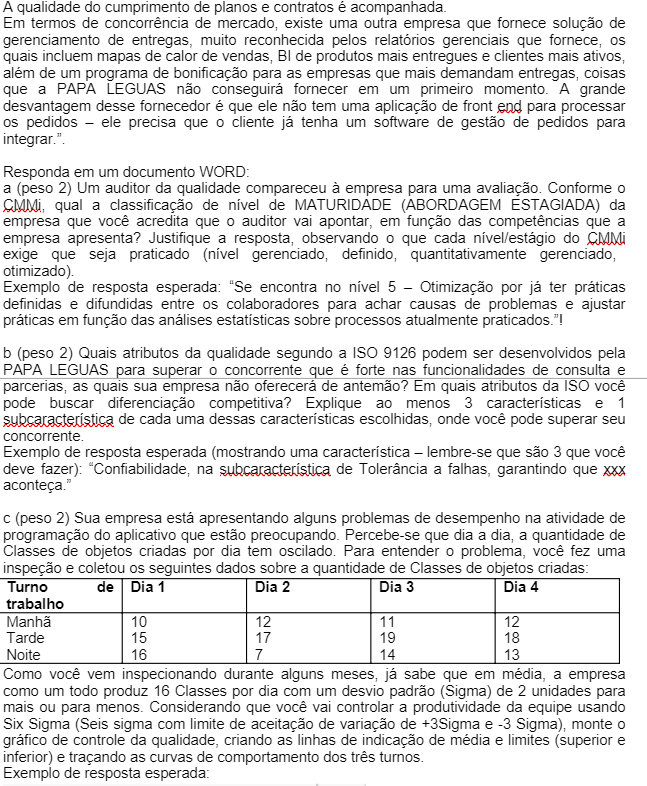 A qualidade do cumprimento de planos e contratos é acompanhada.
Em termos de concorrência de mercado, existe uma outra empresa que fornece solução de
gerenciamento de entregas, muito reconhecida pelos relatórios gerenciais que fornece, os
quais incluem mapas de calor de vendas, BI de produtos mais entregues e clientes mais ativos,
além de um programa de bonificação para as empresas que mais demandam entregas, coisas
que a PAPA LEGUAS não conseguirá fornecer em um primeiro momento. A grande
desvantagem desse fornecedor é que ele não tem uma aplicação de front end para processar
os pedidos – ele precisa que o cliente já tenha um software de gestão de pedidos para
integrar.”.
Responda em um documento WORD:
a (peso 2) Um auditor da qualidade compareceu à empresa para uma avaliação. Conforme o
CMMi, qual a classificação de nível de MATURIDADE (ABORDAGEM ESTAGIADA) da
empresa que você acredita que o auditor vai apontar, em função das competências que a
empresa apresenta? Justifique a resposta, observando o que cada nível/estágio do CMMi
exige que seja praticado (nível gerenciado, definido, quantitativamente gerenciado,
otimizado).
Exemplo de resposta esperada: “Se encontra no nível 5 – Otimização por já ter práticas
definidas e difundidas entre os colaboradores para achar causas de problemas e ajustar
práticas em função das análises estatísticas sobre processos atualmente praticados.”!
b (peso 2) Quais atributos da qualidade segundo a ISO 9126 podem ser desenvolvidos pela
PAPA LEGUAS para superar o concorrente que é forte nas funcionalidades de consulta e
parcerias, as quais sua empresa não oferecerá de antemão? Em quais atributos da ISO você
pode buscar diferenciação competitiva? Explique ao menos 3 características e 1
subcaracterística de cada uma dessas características escolhidas, onde você pode superar seu
concorrente.
Exemplo de resposta esperada (mostrando uma característica – lembre-se que são 3 que você
deve fazer): “Confiabilidade, na subcaracterística de Tolerância a falhas, garantindo que xxx
aconteça.”
c (peso 2) Sua empresa está apresentando alguns problemas de desempenho na atividade de
programação do aplicativo que estão preocupando. Percebe-se que dia a dia, a quantidade de
Classes de objetos criadas por dia tem oscilado. Para entender o problema, você fez uma
inspeção e coletou os seguintes dados sobre a quantidade de Classes de objetos criadas:
Turno de trabalho Dia 1 Dia 2 Dia 3 Dia 4
Manhã 10 12 11 12
Tarde 15 17 19 18
Noite 16 7 14 13
Como você vem inspecionando durante alguns meses, já sabe que em média, a empresa
como um todo produz 16 Classes por dia com um desvio padrão (Sigma) de 2 unidades para
mais ou para menos. Considerando que você vai controlar a produtividade da equipe usando
Six Sigma (Seis sigma com limite de aceitação de variação de +3Sigma e -3 Sigma), monte o
gráfico de controle da qualidade, criando as linhas de indicação de média e limites (superior e
inferior) e traçando as curvas de comportamento dos três turnos.
Exemplo de resposta esperada: